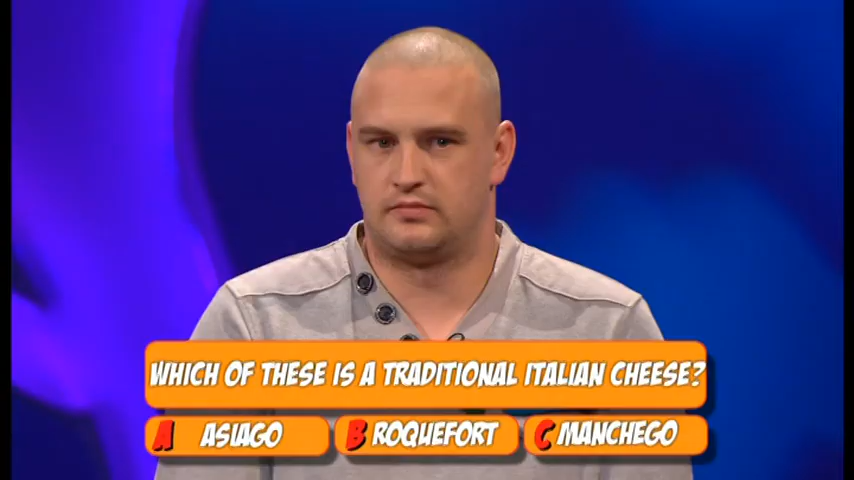 WHICH OF THESE IS A TRADITIONAL ITALIAN CHEESE?
A ASIAGO B ROQUEFORT C MANCHEGO